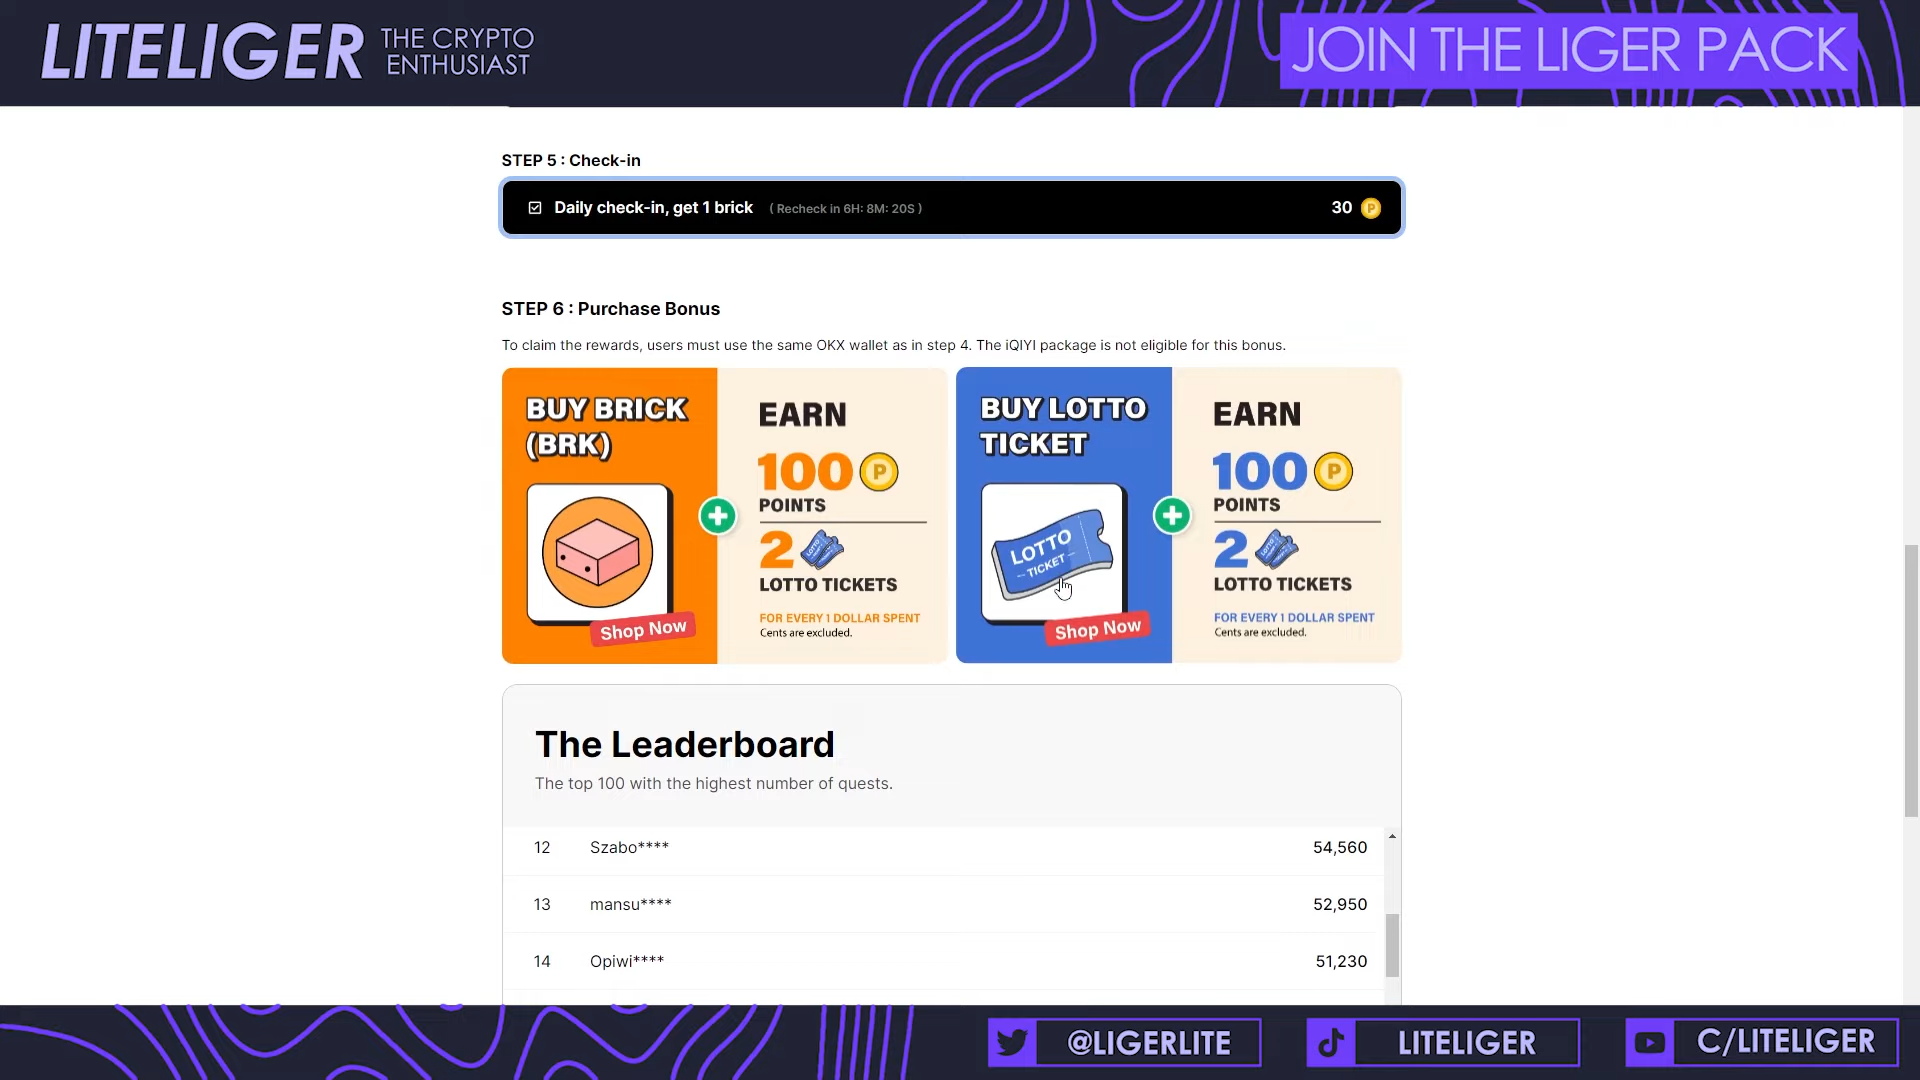 LITELIGER
THE CRYPTO
ENTHUSIAST
JOIN THE LIGER PACK
STEP 5 : Check-in
Daily check-in, get 1 brick ( Recheck in 6H: 8M: 20S )
30 P
STEP 6 : Purchase Bonus
To claim the rewards, users must use the same OKX wallet as in step 4. The iQIYI package is not eligible for this bonus.
BUY BRICK
(BRK)
Shop Now
EARN
100 P
POINTS
2 LOTTO
LOTTO TICKETS
FOR EVERY 1 DOLLAR SPENT
Cents are excluded.
BUY LOTTO
TICKET
LOTTO
TICKET
Shop Now
EARN
100 P
POINTS
2 LOTTO
LOTTO TICKETS
FOR EVERY 1 DOLLAR SPENT
Cents are excluded.
The Leaderboard
The top 100 with the highest number of quests.
12 Szabo**** 54,560
13 mansu**** 52,950
14 Opiwi**** 51,230
@LIGERLITE
LITELIGER
C/LITELIGER